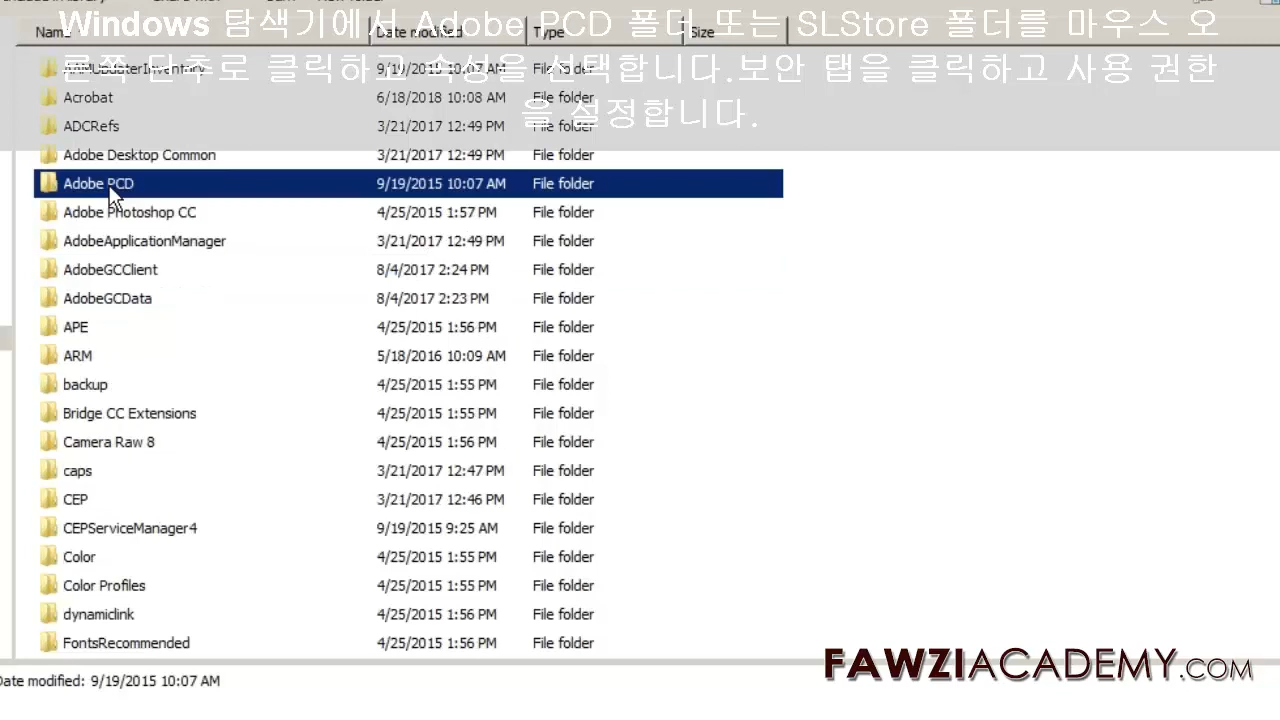 Windows 탐색기에서 Adobe PCD 폴더 또는 SLStore 폴더를 마우스 오
른쪽 단추로 클릭하고 속성을 선택합니다.보안 탭을 클릭하고 사용 권한
을 설정합니다.
Name Date modified Type Size
AAMUpdaterInventory 9/19/2015 10:07 AM File folder
Acrobat 6/18/2018 10:08 AM File folder
ADCRefs 3/21/2017 12:49 PM File folder
Adobe Desktop Common 3/21/2017 12:49 PM File folder
Adobe PCD 9/19/2015 10:07 AM File folder
Adobe Photoshop CC 4/25/2015 1:57 PM File folder
AdobeApplicationManager 3/21/2017 12:49 PM File folder
AdobeGCClient 8/4/2017 2:24 PM File folder
AdobeGCData 8/4/2017 2:23 PM File folder
APE 4/25/2015 1:56 PM File folder
ARM 5/18/2016 10:09 AM File folder
backup 4/25/2015 1:55 PM File folder
Bridge CC Extensions 4/25/2015 1:55 PM File folder
Camera Raw 8 4/25/2015 1:56 PM File folder
caps 3/21/2017 12:47 PM File folder
CEP 3/21/2017 12:46 PM File folder
CEPServiceManager4 9/19/2015 9:25 AM File folder
Color 4/25/2015 1:55 PM File folder
Color Profiles 4/25/2015 1:55 PM File folder
dynamiclink 4/25/2015 1:56 PM File folder
FontsRecommended 4/25/2015 1:56 PM File folder
Date modified: 9/19/2015 10:07 AM
FAWZIACADEMY.COM